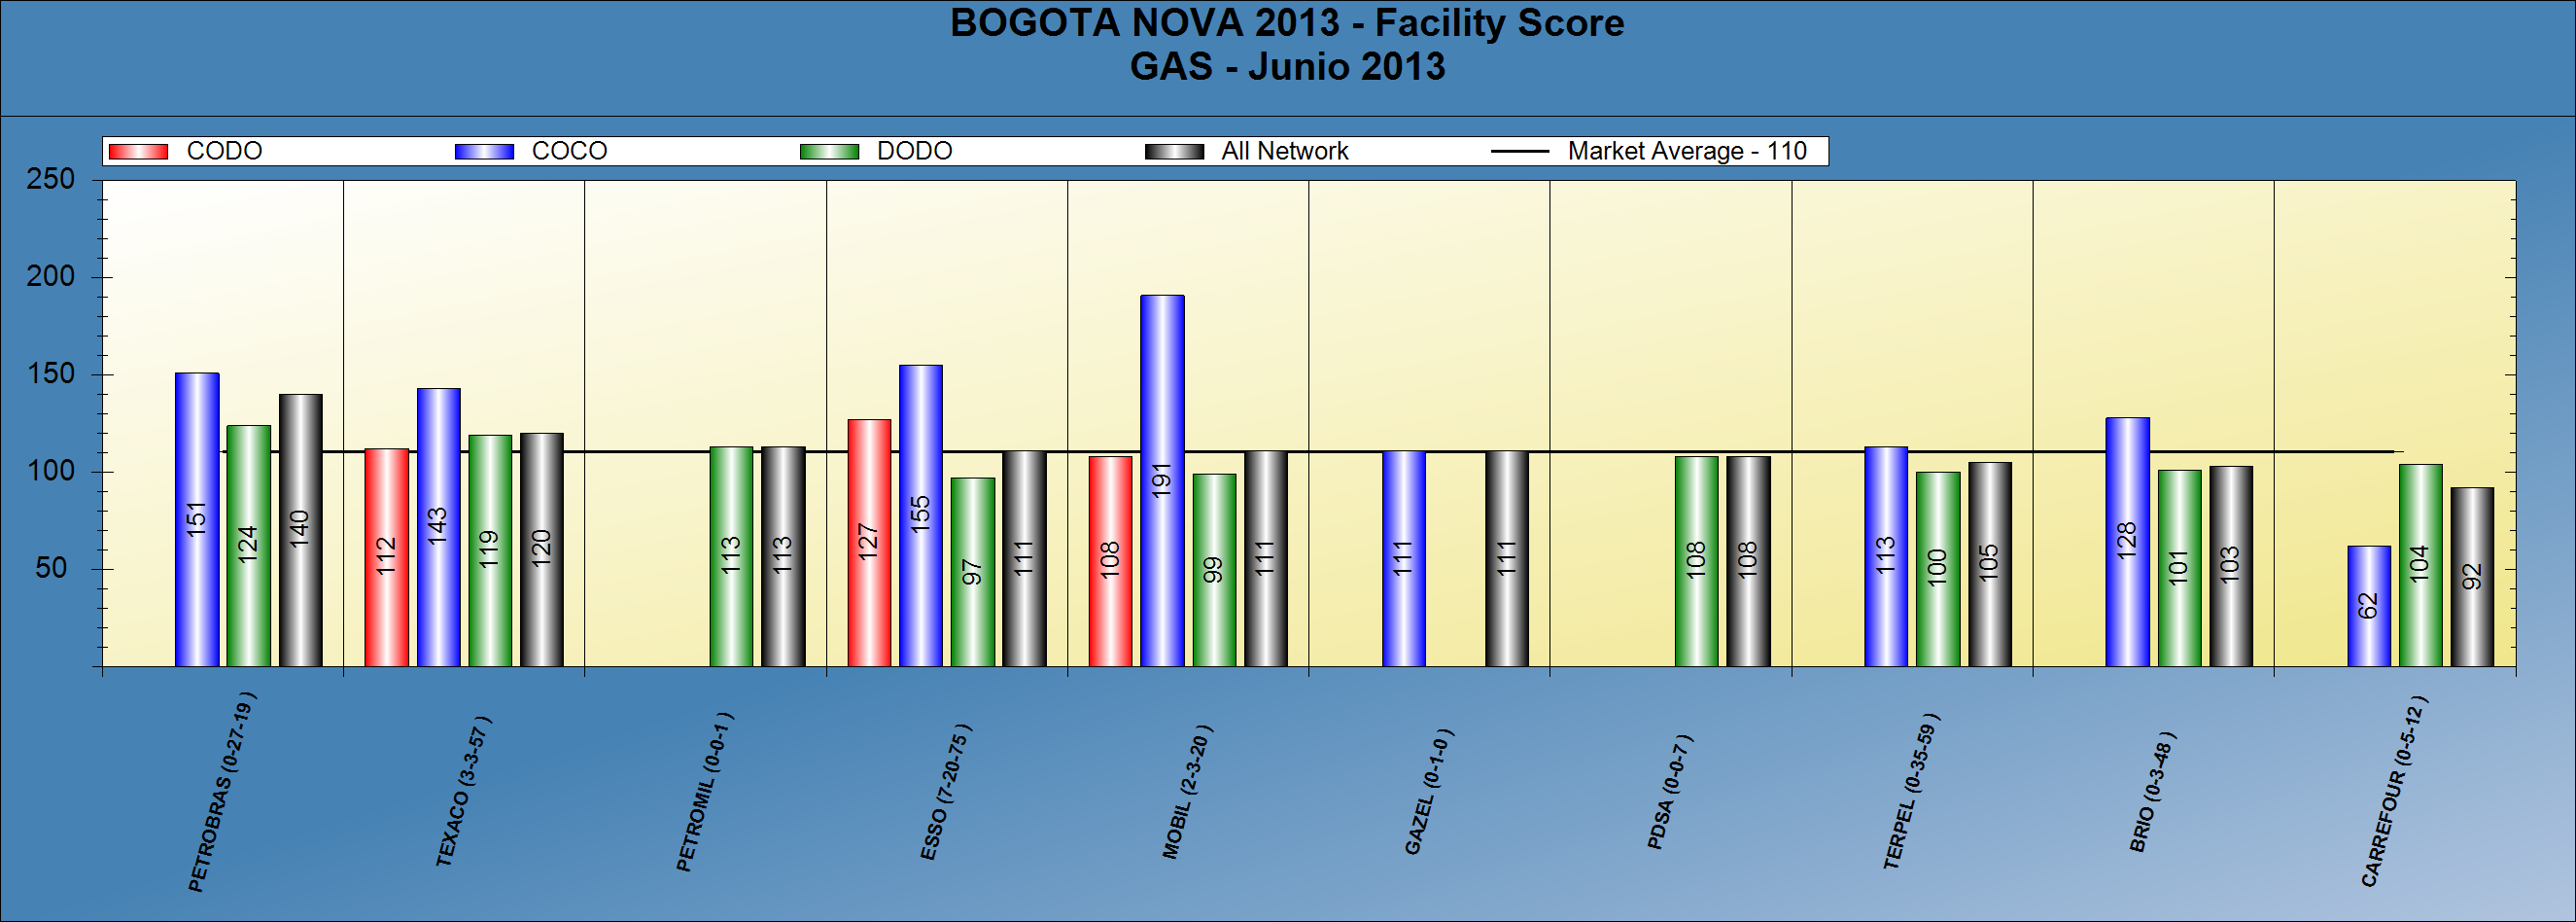 BOGOTA NOVA 2013 - Facility Score
GAS - Junio 2013
CODO COCO DODO All Network Market Average - 110
250
200
150
100
50
151 124 140
112 143 119 120
113 113
127 155 97 111
108 191 99 111
111 111
108 108
113 100 105
128 101 103
62 104 92
PETROBRAS (0-27-19 )
TEXACO (3-3-57 )
PETROMIL (0-0-1 )
ESSO (7-20-75 )
MOBIL (2-3-20 )
GAZEL (0-1-0 )
PDSA (0-0-7 )
TERPEL (0-35-59 )
BRIO (0-3-48 )
CARREFOUR (0-5-12 )